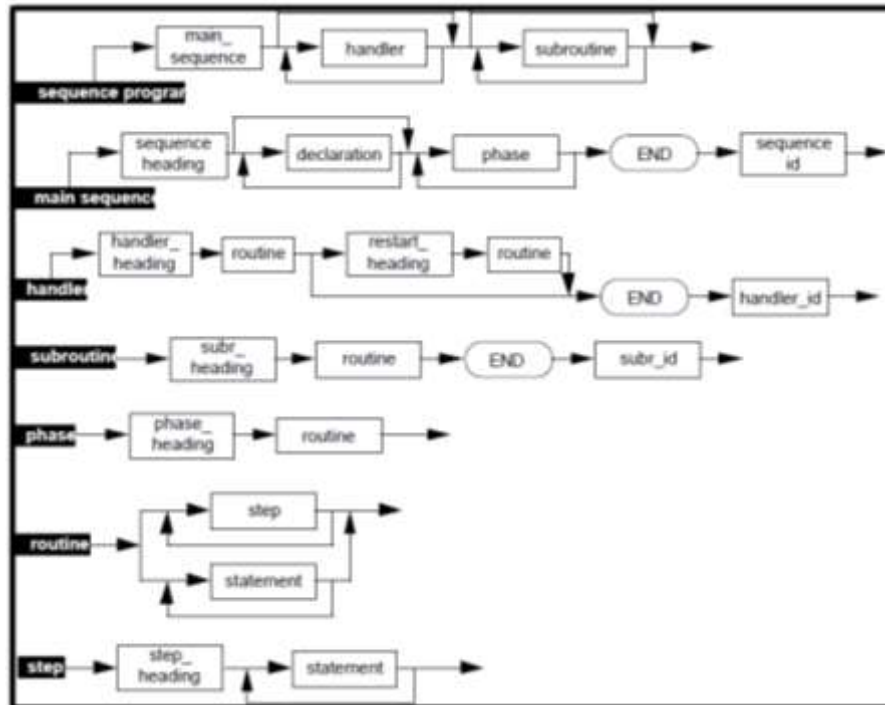 main_
sequence
handler
subroutine
sequence program
sequence
heading
declaration
phase
END
sequence
id
main sequence
handler_
heading
routine
restart_
heading
routine
handler
END
handler_id
subroutine
subr_
heading
routine
END
subr_id
phase
phase_
heading
routine
step
routine
statement
step
step_
heading
statement